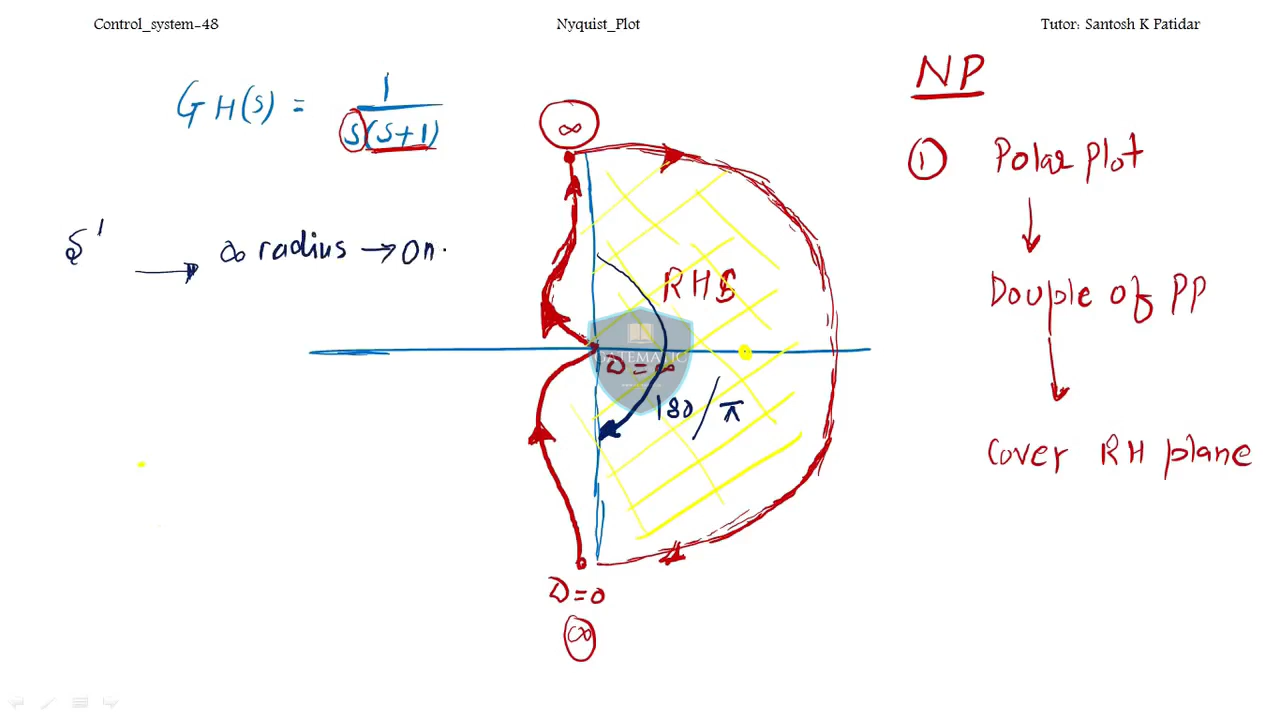 Control_system-48
Nyquist_Plot
Tutor: Santosh K Patidar
GH(s) = 1
s(s+1)
∞
NP
① Polar plot
s¹ → ∞ radius → On.
RHS
Douple of PP
D=∞
180/π
Cover RH plane
D=0
∞